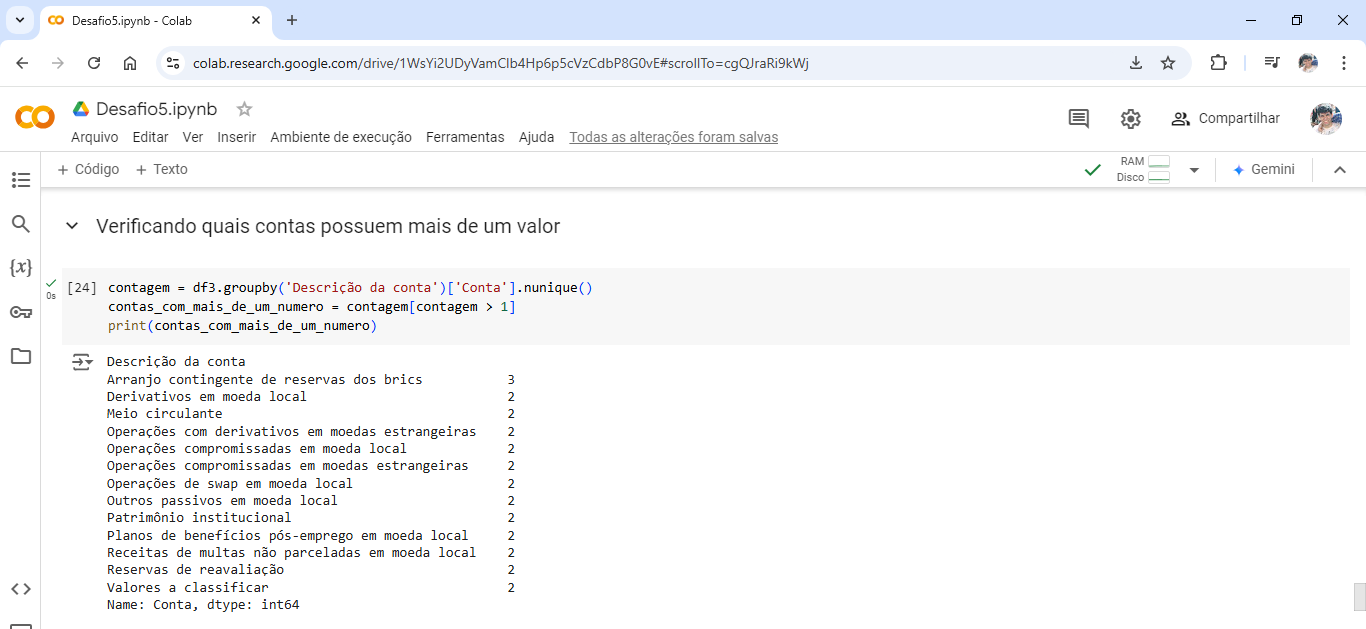 Desafio5.ipynb - Colab
colab.research.google.com/drive/1WsYi2UDyVamClb4Hp6p5cVzCdbP8G0vE#scrollTo=cgQJraRi9kWj
Desafio5.ipynb
Arquivo Editar Ver Inserir Ambiente de execução Ferramentas Ajuda Todas as alterações foram salvas
Compartilhar
+ Código + Texto
RAM
Disco
Gemini
Verificando quais contas possuem mais de um valor
0s
[24] contagem = df3.groupby('Descrição da conta')['Conta'].nunique()
contas_com_mais_de_um_numero = contagem[contagem > 1]
print(contas_com_mais_de_um_numero)
Descrição da conta
Arranjo contingente de reservas dos brics 3
Derivativos em moeda local 2
Meio circulante 2
Operações com derivativos em moedas estrangeiras 2
Operações compromissadas em moeda local 2
Operações compromissadas em moedas estrangeiras 2
Operações de swap em moeda local 2
Outros passivos em moeda local 2
Patrimônio institucional 2
Planos de benefícios pós-emprego em moeda local 2
Receitas de multas não parceladas em moeda local 2
Reservas de reavaliação 2
Valores a classificar 2
Name: Conta, dtype: int64